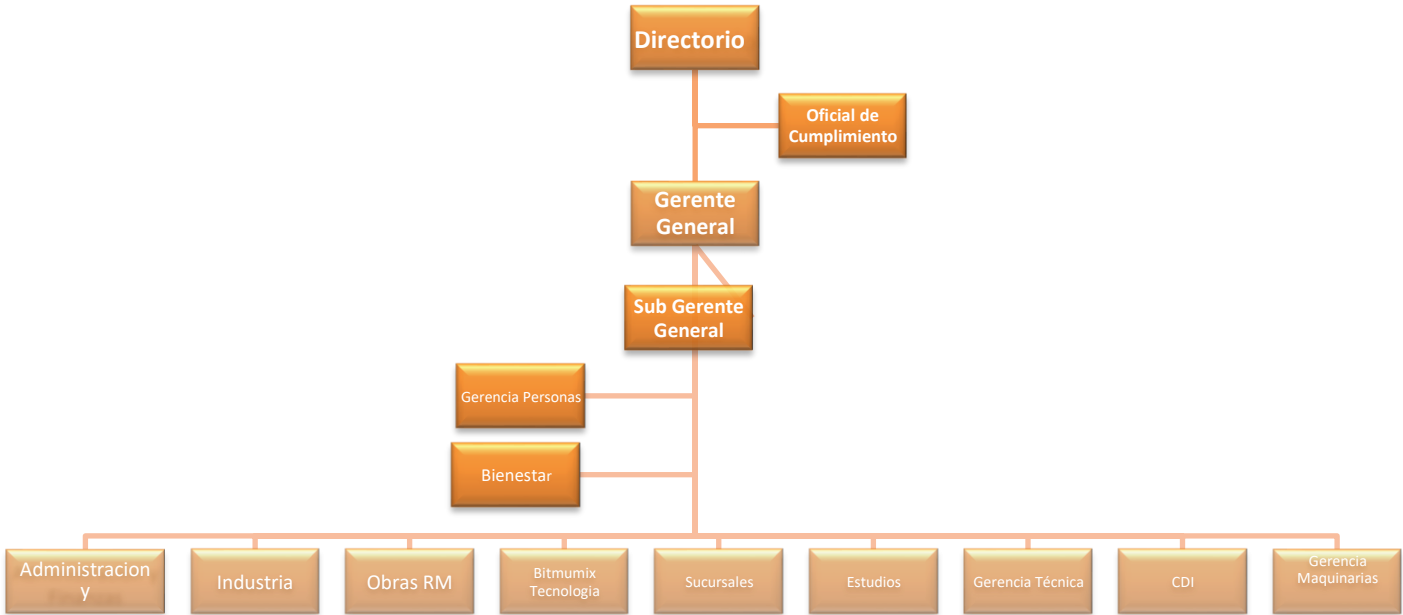 Directorio
Oficial de
Cumplimiento
Gerente
General
Sub Gerente
General
Gerencia Personas
Bienestar
Administracion
y
Industria
Obras RM
Bitmumix
Tecnologia
Sucursales
Estudios
Gerencia Técnica
CDI
Gerencia
Maquinarias